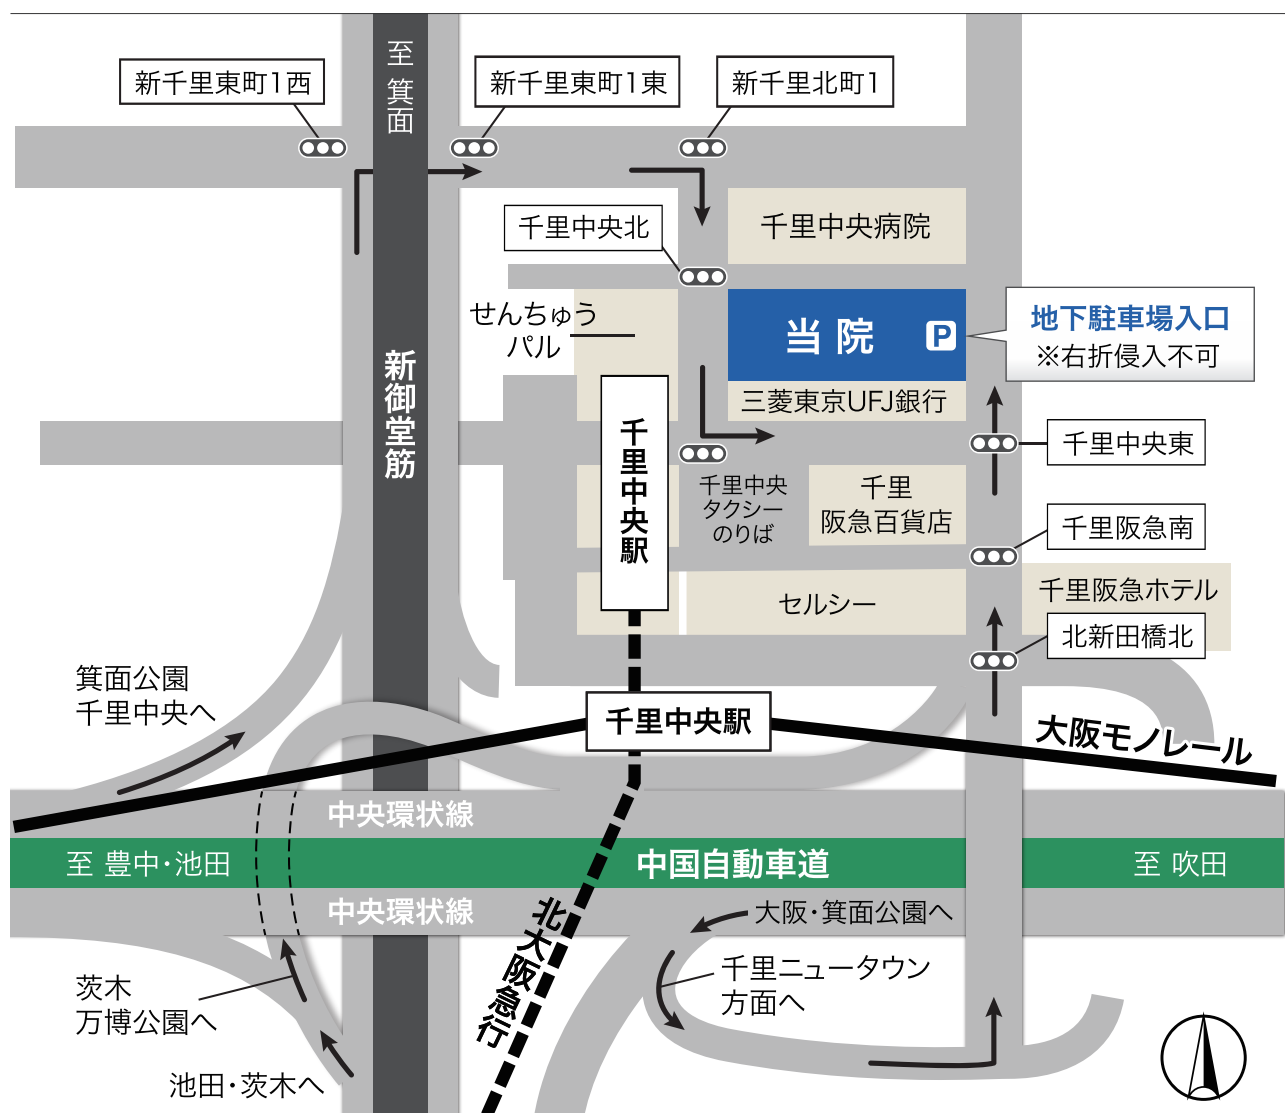 至 箕面
新千里東町1西
新千里東町1東
新千里北町1
千里中央北
千里中央病院
せんちゅう
パル
当院
P
地下駐車場入口
※右折侵入不可
三菱東京UFJ銀行
新御堂筋
千里中央駅
千里中央東
千里中央
タクシー
のりば
千里
阪急百貨店
千里阪急南
セルシー
千里阪急ホテル
北新田橋北
箕面公園
千里中央へ
千里中央駅
大阪モノレール
中央環状線
至 豊中・池田
中国自動車道
至 吹田
中央環状線
北大阪急行
大阪・箕面公園へ
千里ニュータウン
方面へ
茨木
万博公園へ
池田・茨木へ